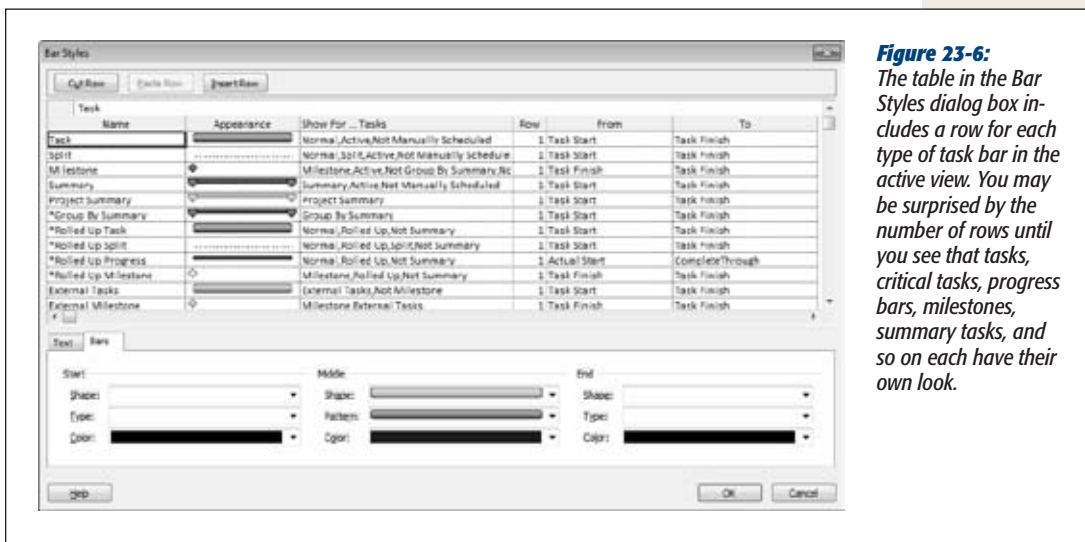 Bar Styles
Cut Row Paste Row Insert Row
Task
Name Appearance Show For ... Tasks Row From To
Task Normal,Active,Not Manually Scheduled 1 Task Start Task Finish
Split Normal,Split,Active,Not Manually Schedule 1 Task Start Task Finish
Milestone Milestone,Active,Not Group By Summary,No 1 Task Finish Task Finish
Summary Summary,Active,Not Manually Scheduled 1 Task Start Task Finish
Project Summary Project Summary 1 Task Start Task Finish
*Group By Summary Group By Summary 1 Task Start Task Finish
*Rolled Up Task Normal,Rolled Up,Not Summary 1 Task Start Task Finish
*Rolled Up Split Normal,Rolled Up,Split,Not Summary 1 Task Start Task Finish
*Rolled Up Progress Normal,Rolled Up,Not Summary 1 Actual Start CompleteThrough
*Rolled Up Milestone Milestone,Rolled Up,Not Summary 1 Task Finish Task Finish
External Tasks External Tasks,Not Milestone 1 Task Start Task Finish
External Milestone Milestone External Tasks 1 Task Finish Task Finish
Text Bars
Start Middle End
Shape: Shape: Shape:
Type: Pattern: Type:
Color: Color: Color:
Help OK Cancel
Figure 23-6:
The table in the Bar
Styles dialog box in-
cludes a row for each
type of task bar in the
active view. You may
be surprised by the
number of rows until
you see that tasks,
critical tasks, progress
bars, milestones,
summary tasks, and
so on each have their
own look.